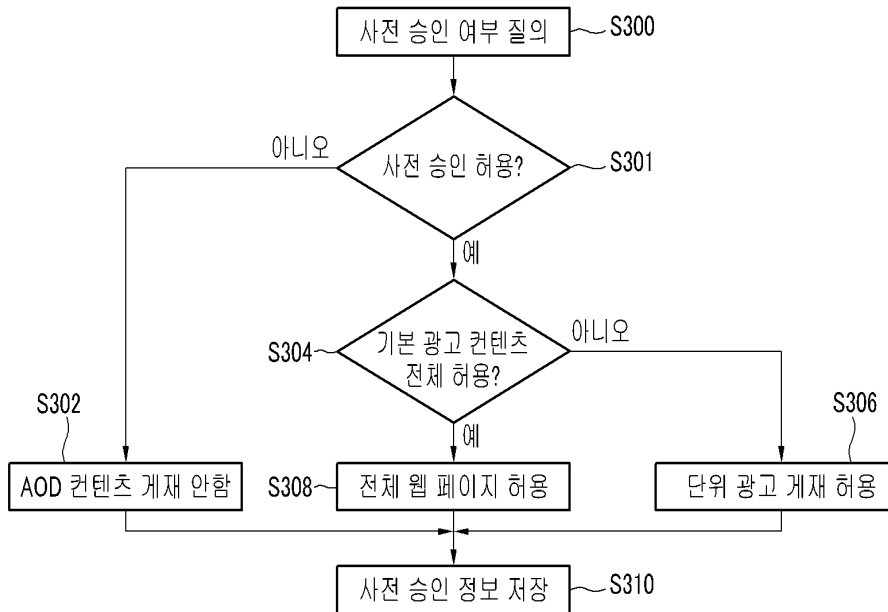 사전 승인 여부 질의
S300
아니오
사전 승인 허용?
S301
예
S304
기본 광고 컨텐츠
전체 허용?
아니오
예
S302
S306
AOD 컨텐츠 게재 안함
S308
전체 웹 페이지 허용
단위 광고 게재 허용
사전 승인 정보 저장
S310